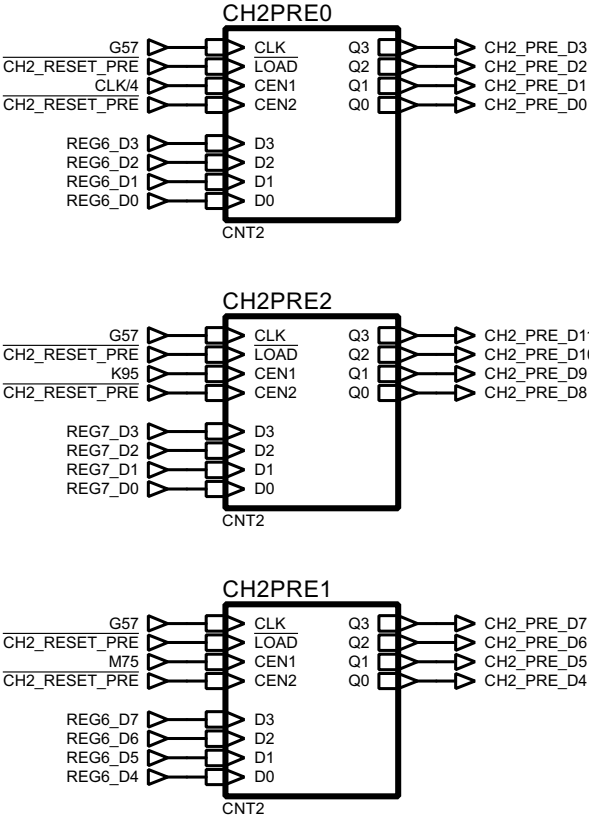 CH2PRE0
G57 CLK Q3 CH2_PRE_D3
CH2_RESET_PRE LOAD Q2 CH2_PRE_D2
CLK/4 CEN1 Q1 CH2_PRE_D1
CH2_RESET_PRE CEN2 Q0 CH2_PRE_D0
REG6_D3 D3
REG6_D2 D2
REG6_D1 D1
REG6_D0 D0
CNT2
CH2PRE2
G57 CLK Q3 CH2_PRE_D11
CH2_RESET_PRE LOAD Q2 CH2_PRE_D10
K95 CEN1 Q1 CH2_PRE_D9
CH2_RESET_PRE CEN2 Q0 CH2_PRE_D8
REG7_D3 D3
REG7_D2 D2
REG7_D1 D1
REG7_D0 D0
CNT2
CH2PRE1
G57 CLK Q3 CH2_PRE_D7
CH2_RESET_PRE LOAD Q2 CH2_PRE_D6
M75 CEN1 Q1 CH2_PRE_D5
CH2_RESET_PRE CEN2 Q0 CH2_PRE_D4
REG6_D7 D3
REG6_D6 D2
REG6_D5 D1
REG6_D4 D0
CNT2